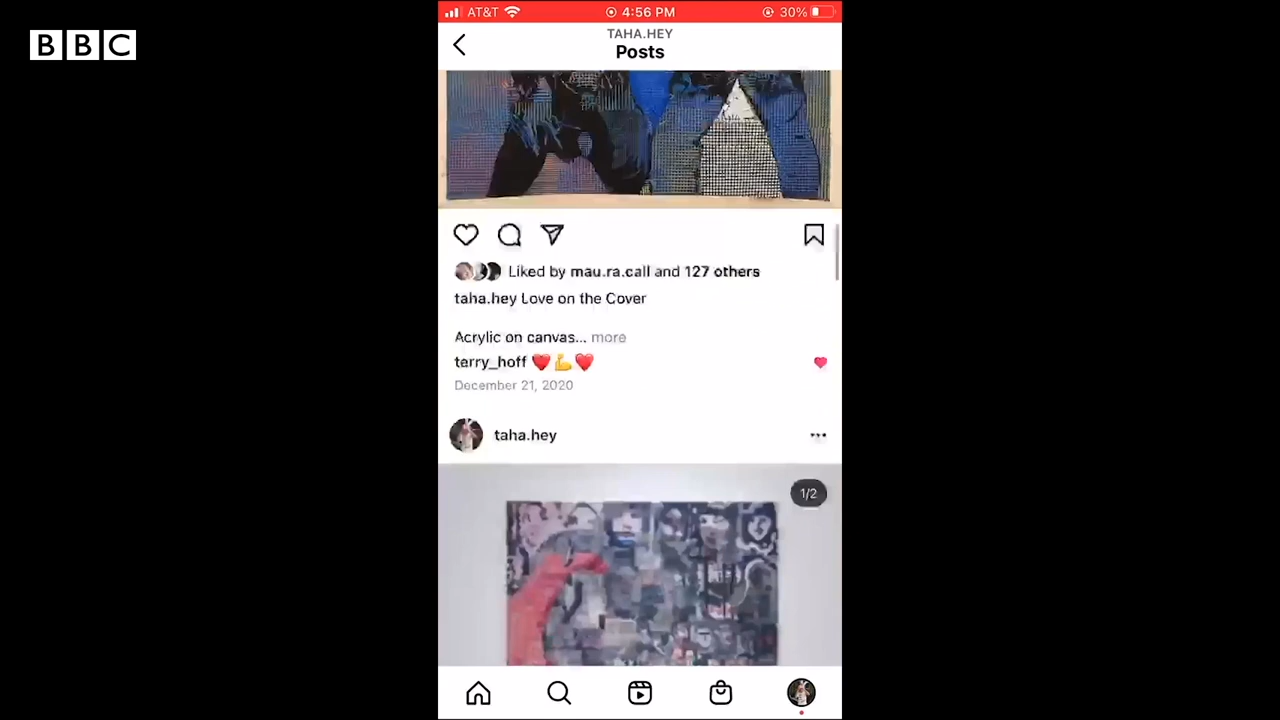 BBC
AT&T 4:56 PM 30%
TAHA.HEY
Posts
Liked by mau.ra.call and 127 others
taha.hey Love on the Cover
Acrylic on canvas... more
terry_hoff ❤️💪❤️
December 21, 2020
taha.hey
1/2